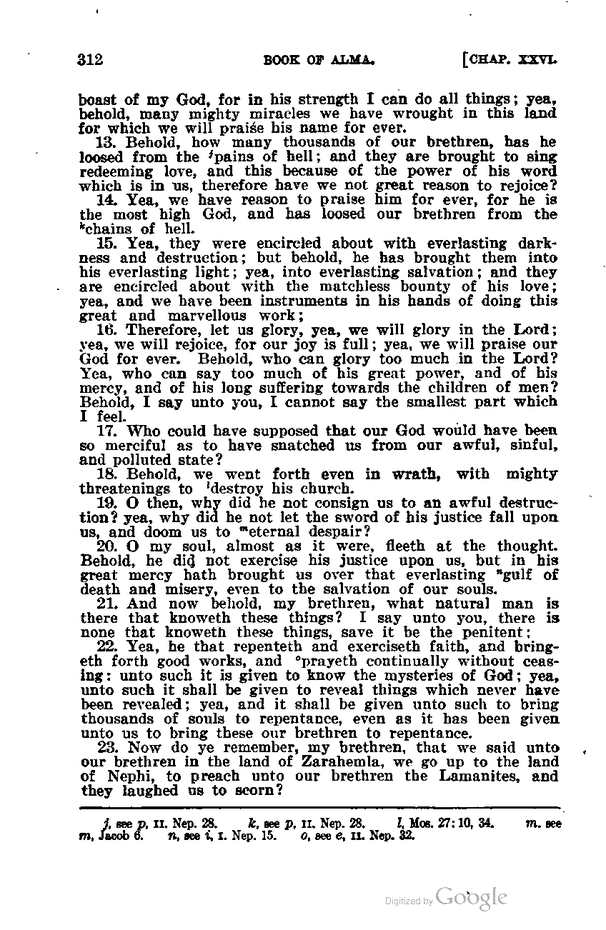 312 BOOK OF ALMA. [CHAP. XXVI.
boast of my God, for in his strength I can do all things; yea,
behold, many mighty miracles we have wrought in this land
for which we will praise his name for ever.
13. Behold, how many thousands of our brethren, has he
loosed from the ʲpains of hell; and they are brought to sing
redeeming love, and this because of the power of his word
which is in us, therefore have we not great reason to rejoice?
14. Yea, we have reason to praise him for ever, for he is
the most high God, and has loosed our brethren from the
ᵏchains of hell.
15. Yea, they were encircled about with everlasting dark-
ness and destruction; but behold, he has brought them into
his everlasting light; yea, into everlasting salvation; and they
are encircled about with the matchless bounty of his love;
yea, and we have been instruments in his hands of doing this
great and marvellous work;
16. Therefore, let us glory, yea, we will glory in the Lord;
yea, we will rejoice, for our joy is full; yea, we will praise our
God for ever. Behold, who can glory too much in the Lord?
Yea, who can say too much of his great power, and of his
mercy, and of his long suffering towards the children of men?
Behold, I say unto you, I cannot say the smallest part which
I feel.
17. Who could have supposed that our God would have been
so merciful as to have snatched us from our awful, sinful,
and polluted state?
18. Behold, we went forth even in wrath, with mighty
threatenings to ˡdestroy his church.
19. O then, why did he not consign us to an awful destruc-
tion? yea, why did he not let the sword of his justice fall upon
us, and doom us to ᵐeternal despair?
20. O my soul, almost as it were, fleeth at the thought.
Behold, he did not exercise his justice upon us, but in his
great mercy hath brought us over that everlasting ⁿgulf of
death and misery, even to the salvation of our souls.
21. And now behold, my brethren, what natural man is
there that knoweth these things? I say unto you, there is
none that knoweth these things, save it be the penitent:
22. Yea, he that repenteth and exerciseth faith, and bring-
eth forth good works, and ᵒprayeth continually without ceas-
ing: unto such it is given to know the mysteries of God; yea,
unto such it shall be given to reveal things which never have
been revealed; yea, and it shall be given unto such to bring
thousands of souls to repentance, even as it has been given
unto us to bring these our brethren to repentance.
23. Now do ye remember, my brethren, that we said unto
our brethren in the land of Zarahemla, we go up to the land
of Nephi, to preach unto our brethren the Lamanites, and
they laughed us to scorn?
j, see p, II. Nep. 28. k, see p, II. Nep. 28. l, Mos. 27:10, 34. m. see
m, Jacob 6. n, see i, I. Nep. 15. o, see e, II. Nep. 32.
Digitized by Google